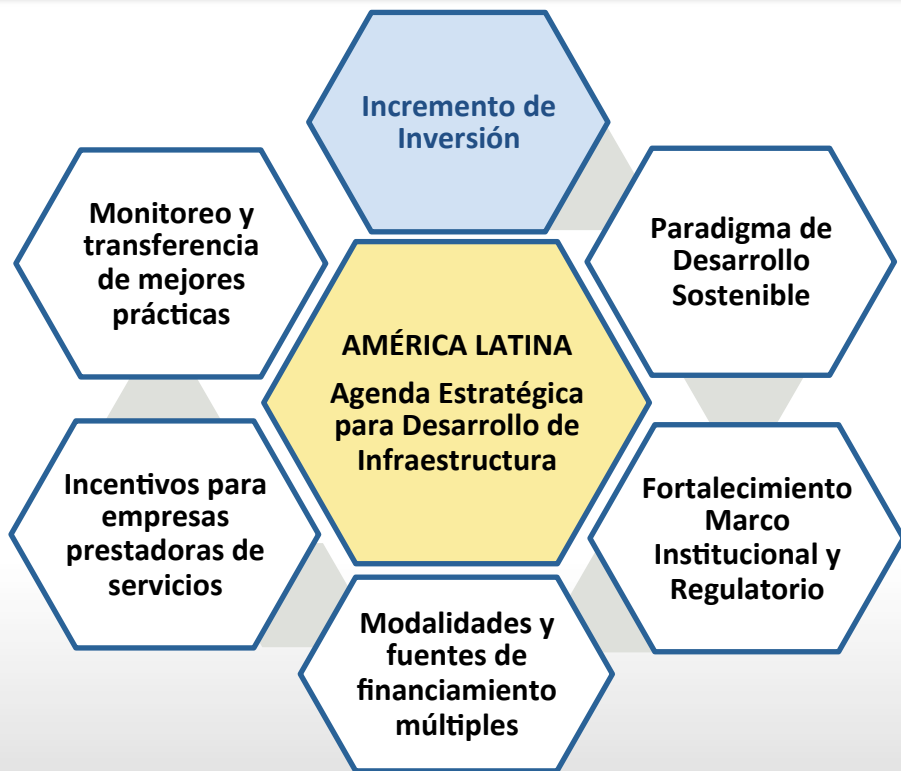 Incremento de
Inversión
Paradigma de
Desarrollo
Sostenible
Fortalecimiento
Marco
Institucional y
Regulatorio
Modalidades y
fuentes de
financiamiento
múltiples
Incentivos para
empresas
prestadoras de
servicios
Monitoreo y
transferencia
de mejores
prácticas
AMÉRICA LATINA
Agenda Estratégica
para Desarrollo de
Infraestructura